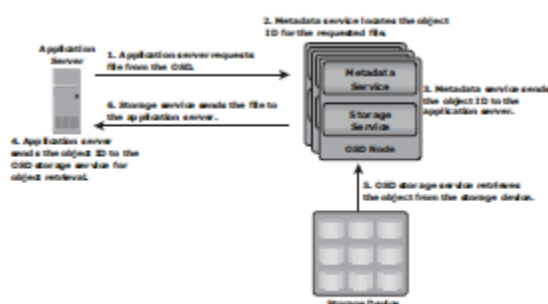 2. Metadata service locates the object
ID for the requested file.
Application
Server
1. Application server requests
file from the OSD.
Metadata
Service
3. Metadata service sends
the object ID to the
application server.
6. Storage service sends the file to
the application server.
Storage
Service
4. Application server
sends the object ID to the
OSD storage service for
object retrieval.
OSD Node
5. OSD storage service retrieves
the object from the storage device.
Storage Device